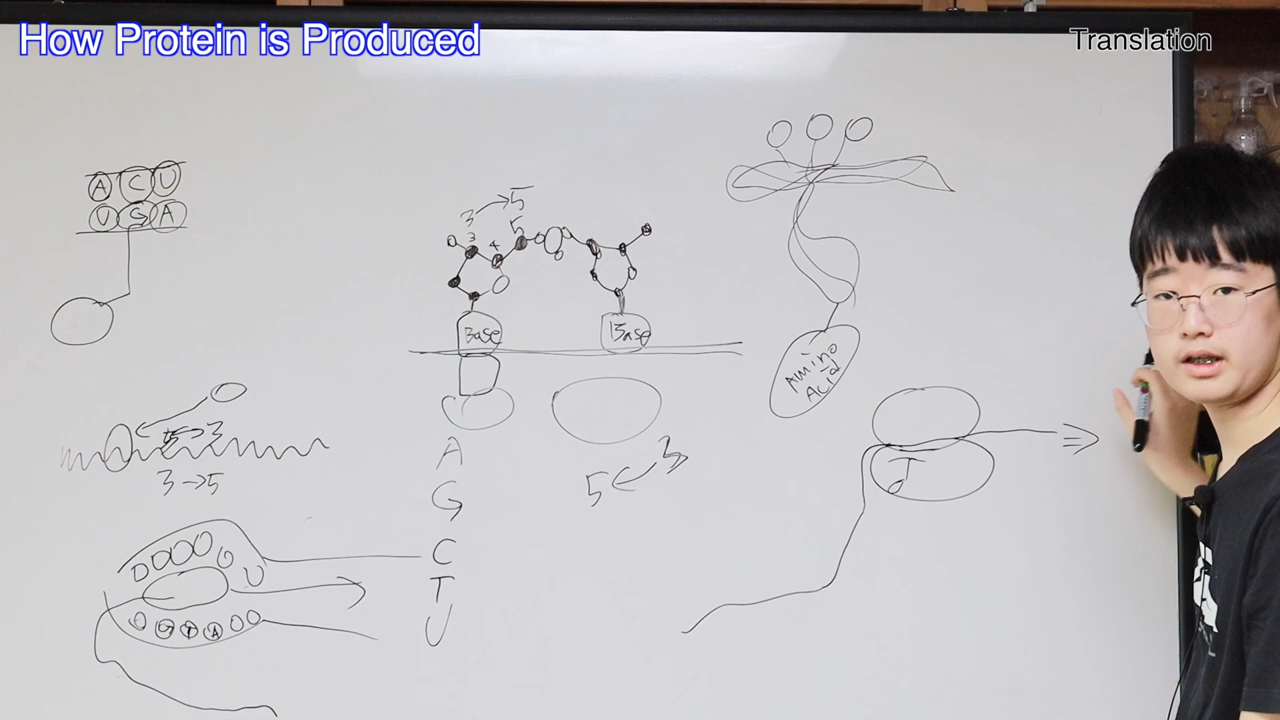 How Protein is Produced
Translation
A C U
U G A
3→5
3
4
5
Base
Base
Amino
Acid
3→5
A
G
C
T
U
5←3
G T A